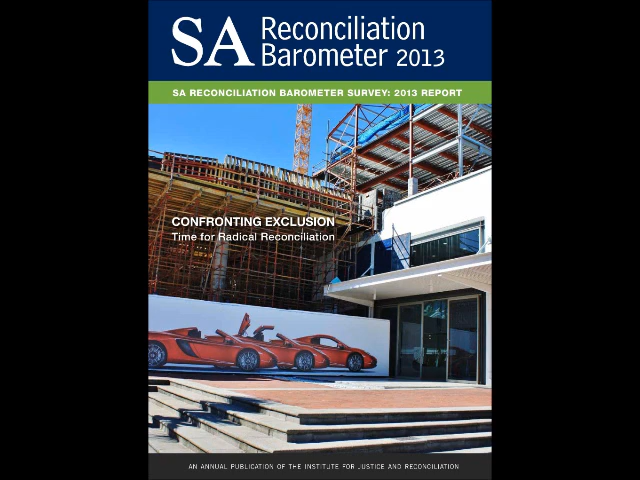 SA Reconciliation
Barometer 2013
SA RECONCILIATION BAROMETER SURVEY: 2013 REPORT
CONFRONTING EXCLUSION
Time for Radical Reconciliation
AN ANNUAL PUBLICATION OF THE INSTITUTE FOR JUSTICE AND RECONCILIATION